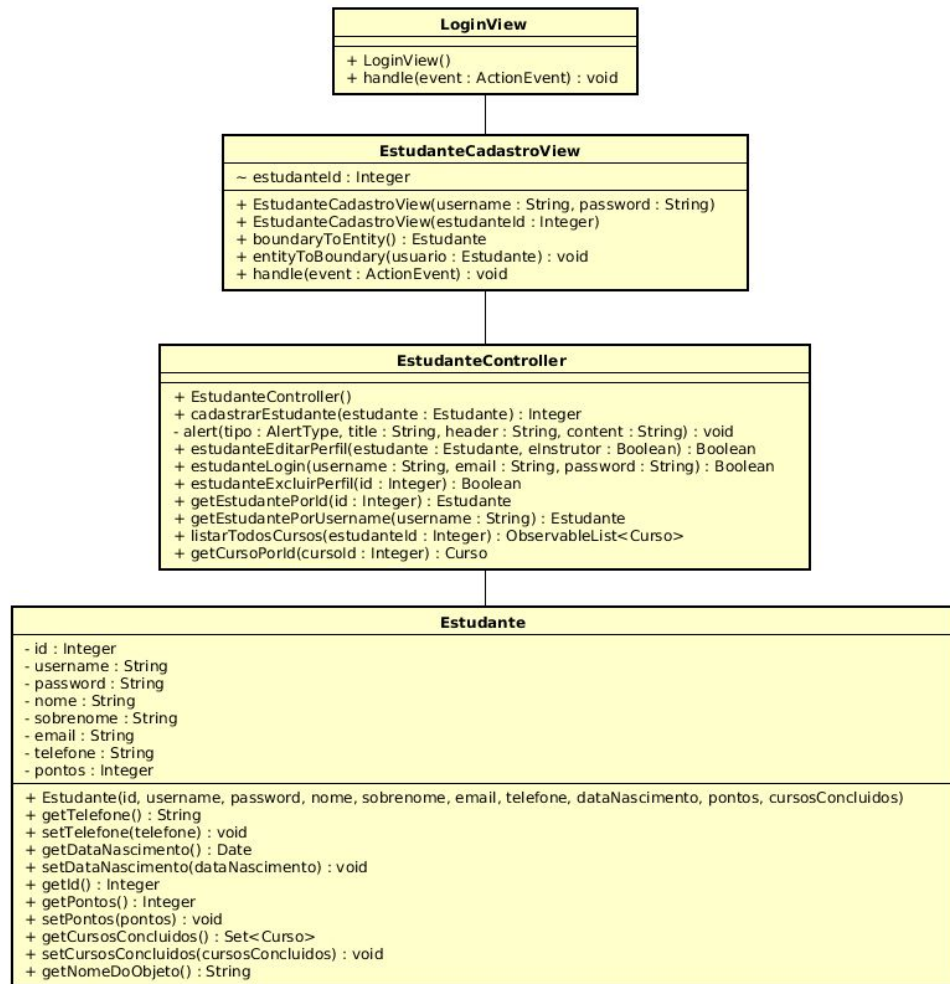 LoginView
+ LoginView()
+ handle(event : ActionEvent) : void
EstudanteCadastroView
~ estudanteId : Integer
+ EstudanteCadastroView(username : String, password : String)
+ EstudanteCadastroView(estudanteId : Integer)
+ boundaryToEntity() : Estudante
+ entityToBoundary(usuario : Estudante) : void
+ handle(event : ActionEvent) : void
EstudanteController
+ EstudanteController()
+ cadastrarEstudante(estudante : Estudante) : Integer
- alert(tipo : AlertType, title : String, header : String, content : String) : void
+ estudanteEditarPerfil(estudante : Estudante, eInstrutor : Boolean) : Boolean
+ estudanteLogin(username : String, email : String, password : String) : Boolean
+ estudanteExcluirPerfil(id : Integer) : Boolean
+ getEstudantePorId(id : Integer) : Estudante
+ getEstudantePorUsername(username : String) : Estudante
+ listarTodosCursos(estudanteId : Integer) : ObservableList<Curso>
+ getCursoPorId(cursoId : Integer) : Curso
Estudante
- id : Integer
- username : String
- password : String
- nome : String
- sobrenome : String
- email : String
- telefone : String
- pontos : Integer
+ Estudante(id, username, password, nome, sobrenome, email, telefone, dataNascimento, pontos, cursosConcluidos)
+ getTelefone() : String
+ setTelefone(telefone) : void
+ getDataNascimento() : Date
+ setDataNascimento(dataNascimento) : void
+ getId() : Integer
+ getPontos() : Integer
+ setPontos(pontos) : void
+ getCursosConcluidos() : Set<Curso>
+ setCursosConcluidos(cursosConcluidos) : void
+ getNomeDoObjeto() : String